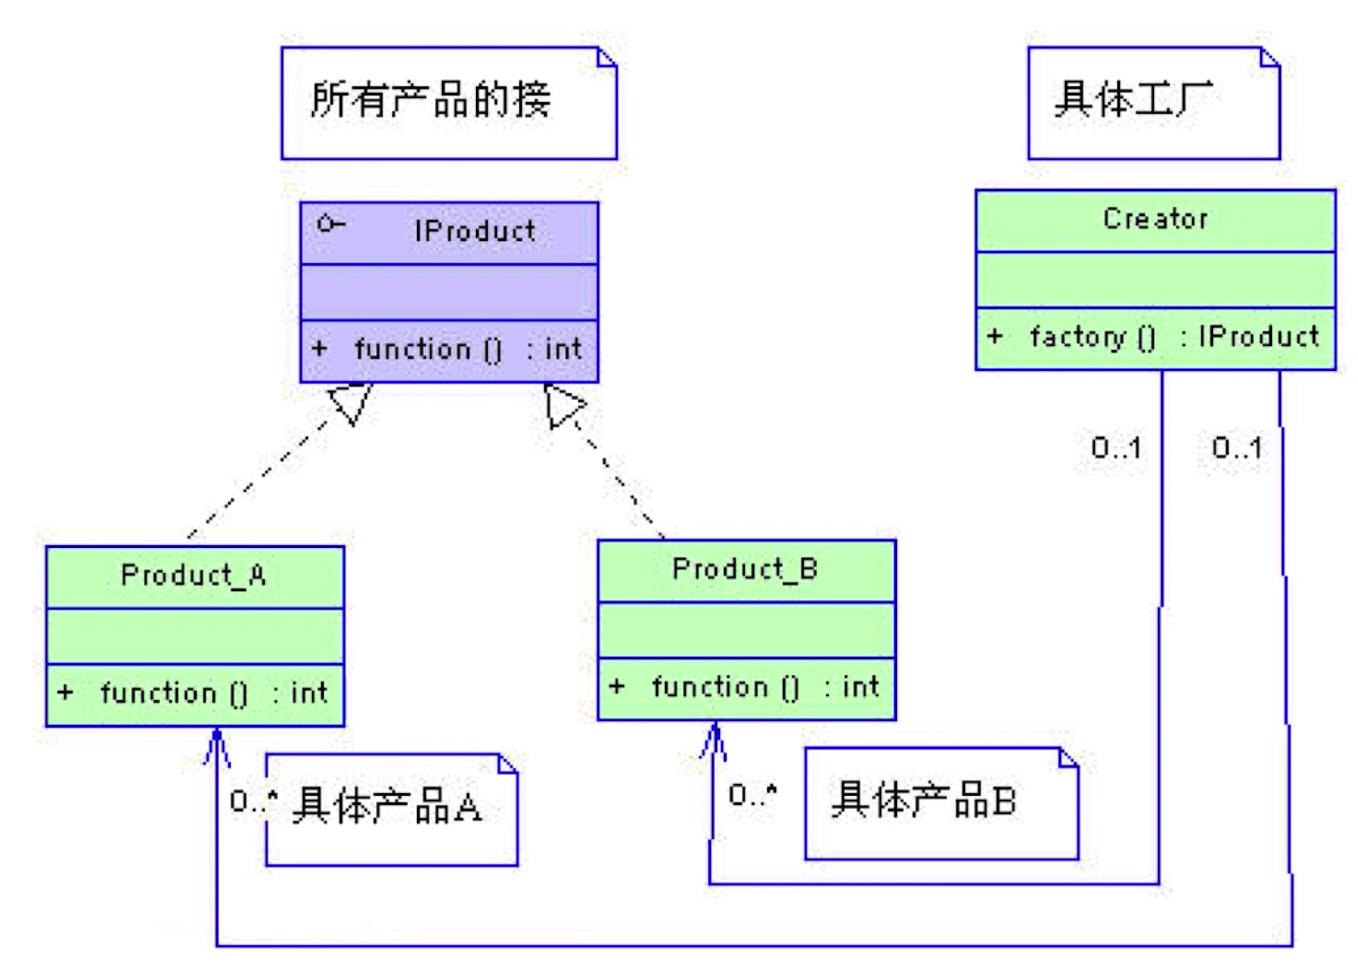 所有产品的接
具体工厂
IProduct
+ function () : int
Creator
+ factory () : IProduct
0..1
0..1
Product_A
+ function () : int
Product_B
+ function () : int
0..*
具体产品A
0..*
具体产品B